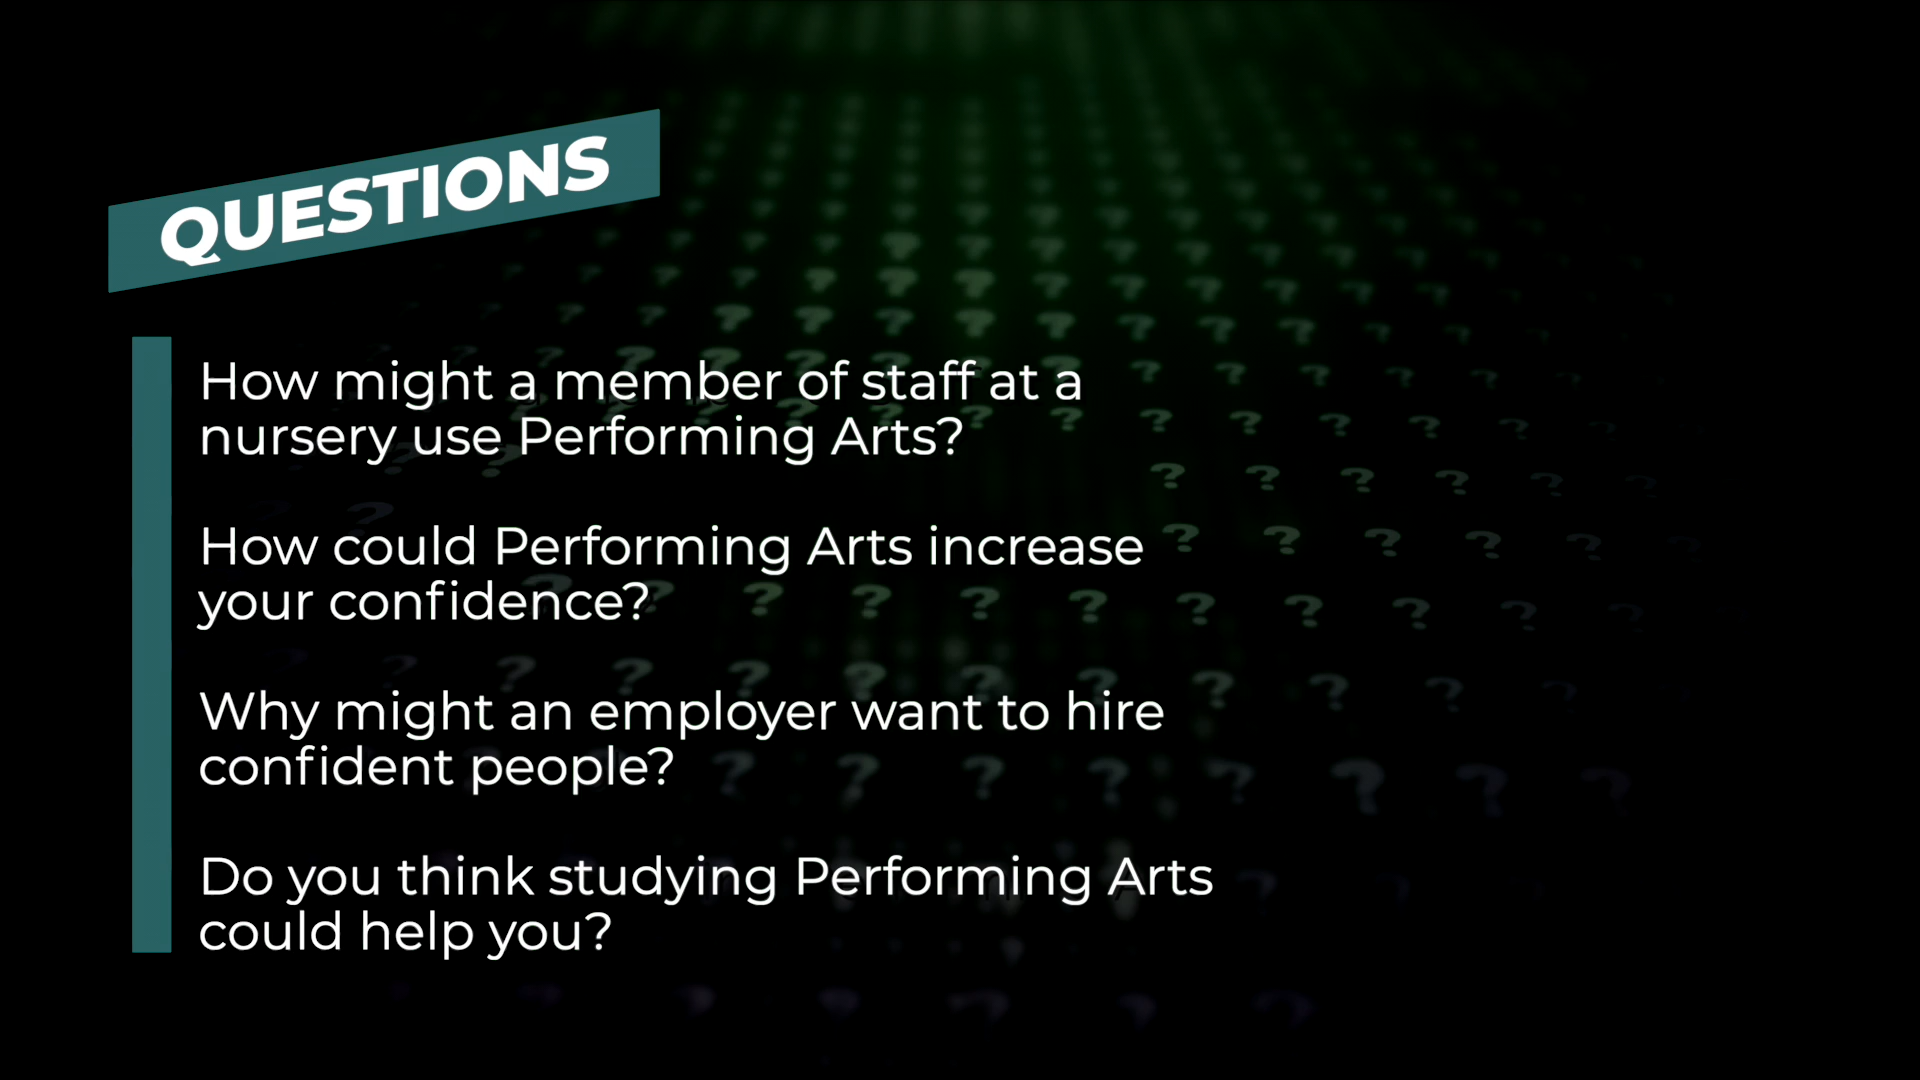 QUESTIONS
How might a member of staff at a
nursery use Performing Arts?
How could Performing Arts increase
your confidence?
Why might an employer want to hire
confident people?
Do you think studying Performing Arts
could help you?